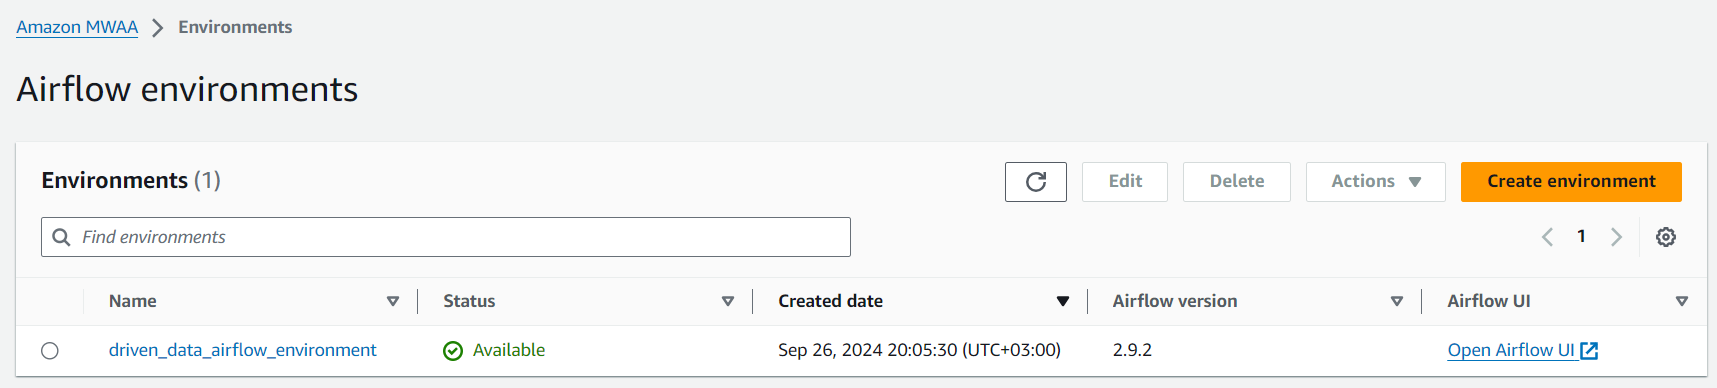 Amazon MWAA > Environments
Airflow environments
Environments (1)
Edit Delete Actions Create environment
Find environments
1
Name Status Created date Airflow version Airflow UI
driven_data_airflow_environment Available Sep 26, 2024 20:05:30 (UTC+03:00) 2.9.2 Open Airflow UI